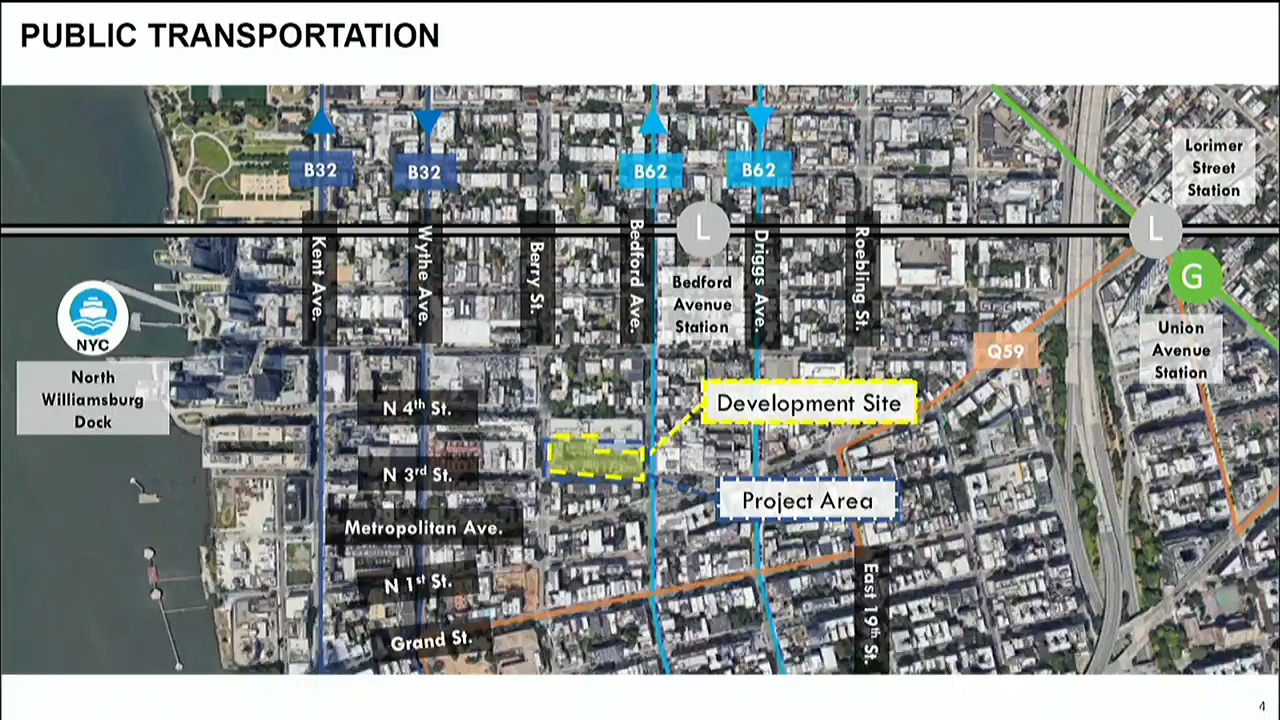 PUBLIC TRANSPORTATION
B32
B32
B62
B62
Lorimer
Street
Station
Kent Ave.
Wythe Ave.
Berry St.
Bedford Ave.
L
Driggs Ave.
Roebling St.
L
G
Bedford
Avenue
Station
NYC
North
Williamsburg
Dock
Union
Avenue
Station
Q59
N 4th St.
Development Site
N 3rd St.
Project Area
Metropolitan Ave.
N 1st St.
Grand St.
East 19th St.
4